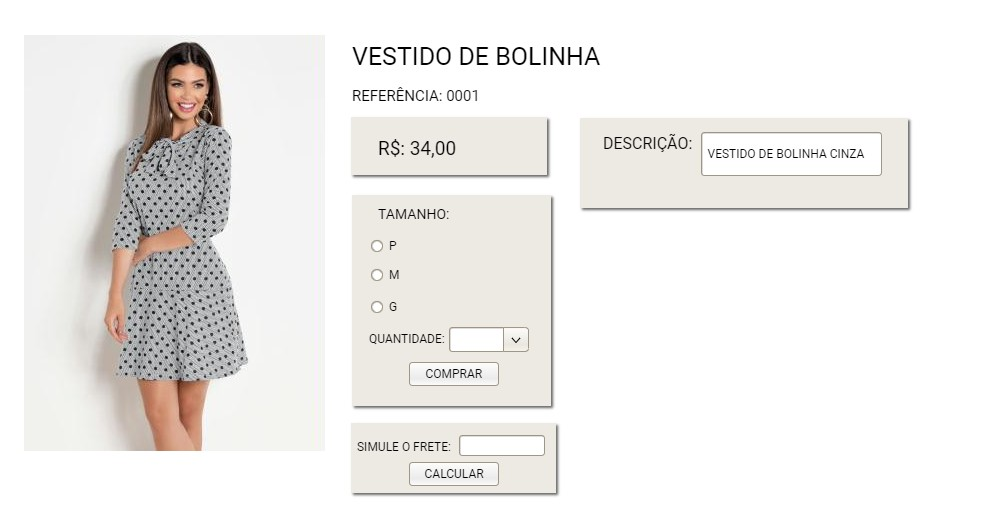 VESTIDO DE BOLINHA
REFERÊNCIA: 0001
R$: 34,00
DESCRIÇÃO:
VESTIDO DE BOLINHA CINZA
TAMANHO:
P
M
G
QUANTIDADE:
COMPRAR
SIMULE O FRETE:
CALCULAR